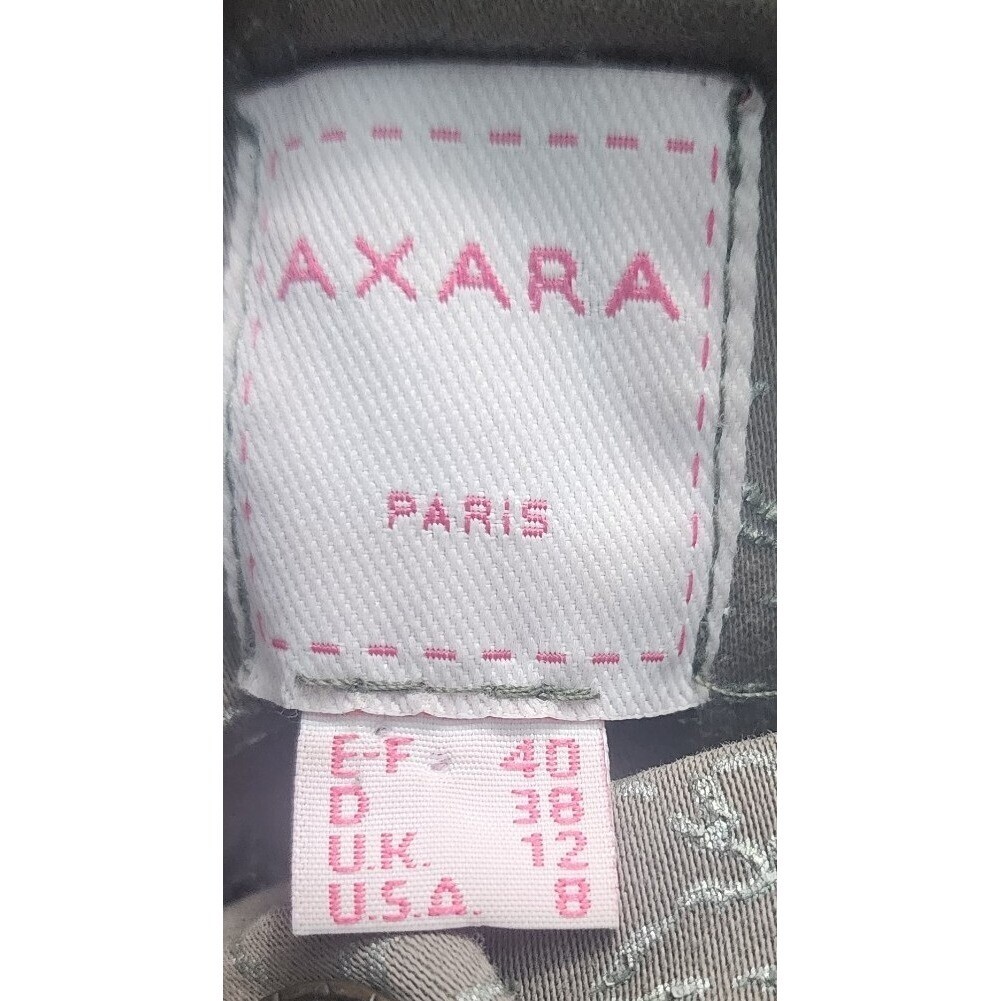 AXARA
PARIS
E-F 40
D 38
U.K. 12
U.S.A. 8